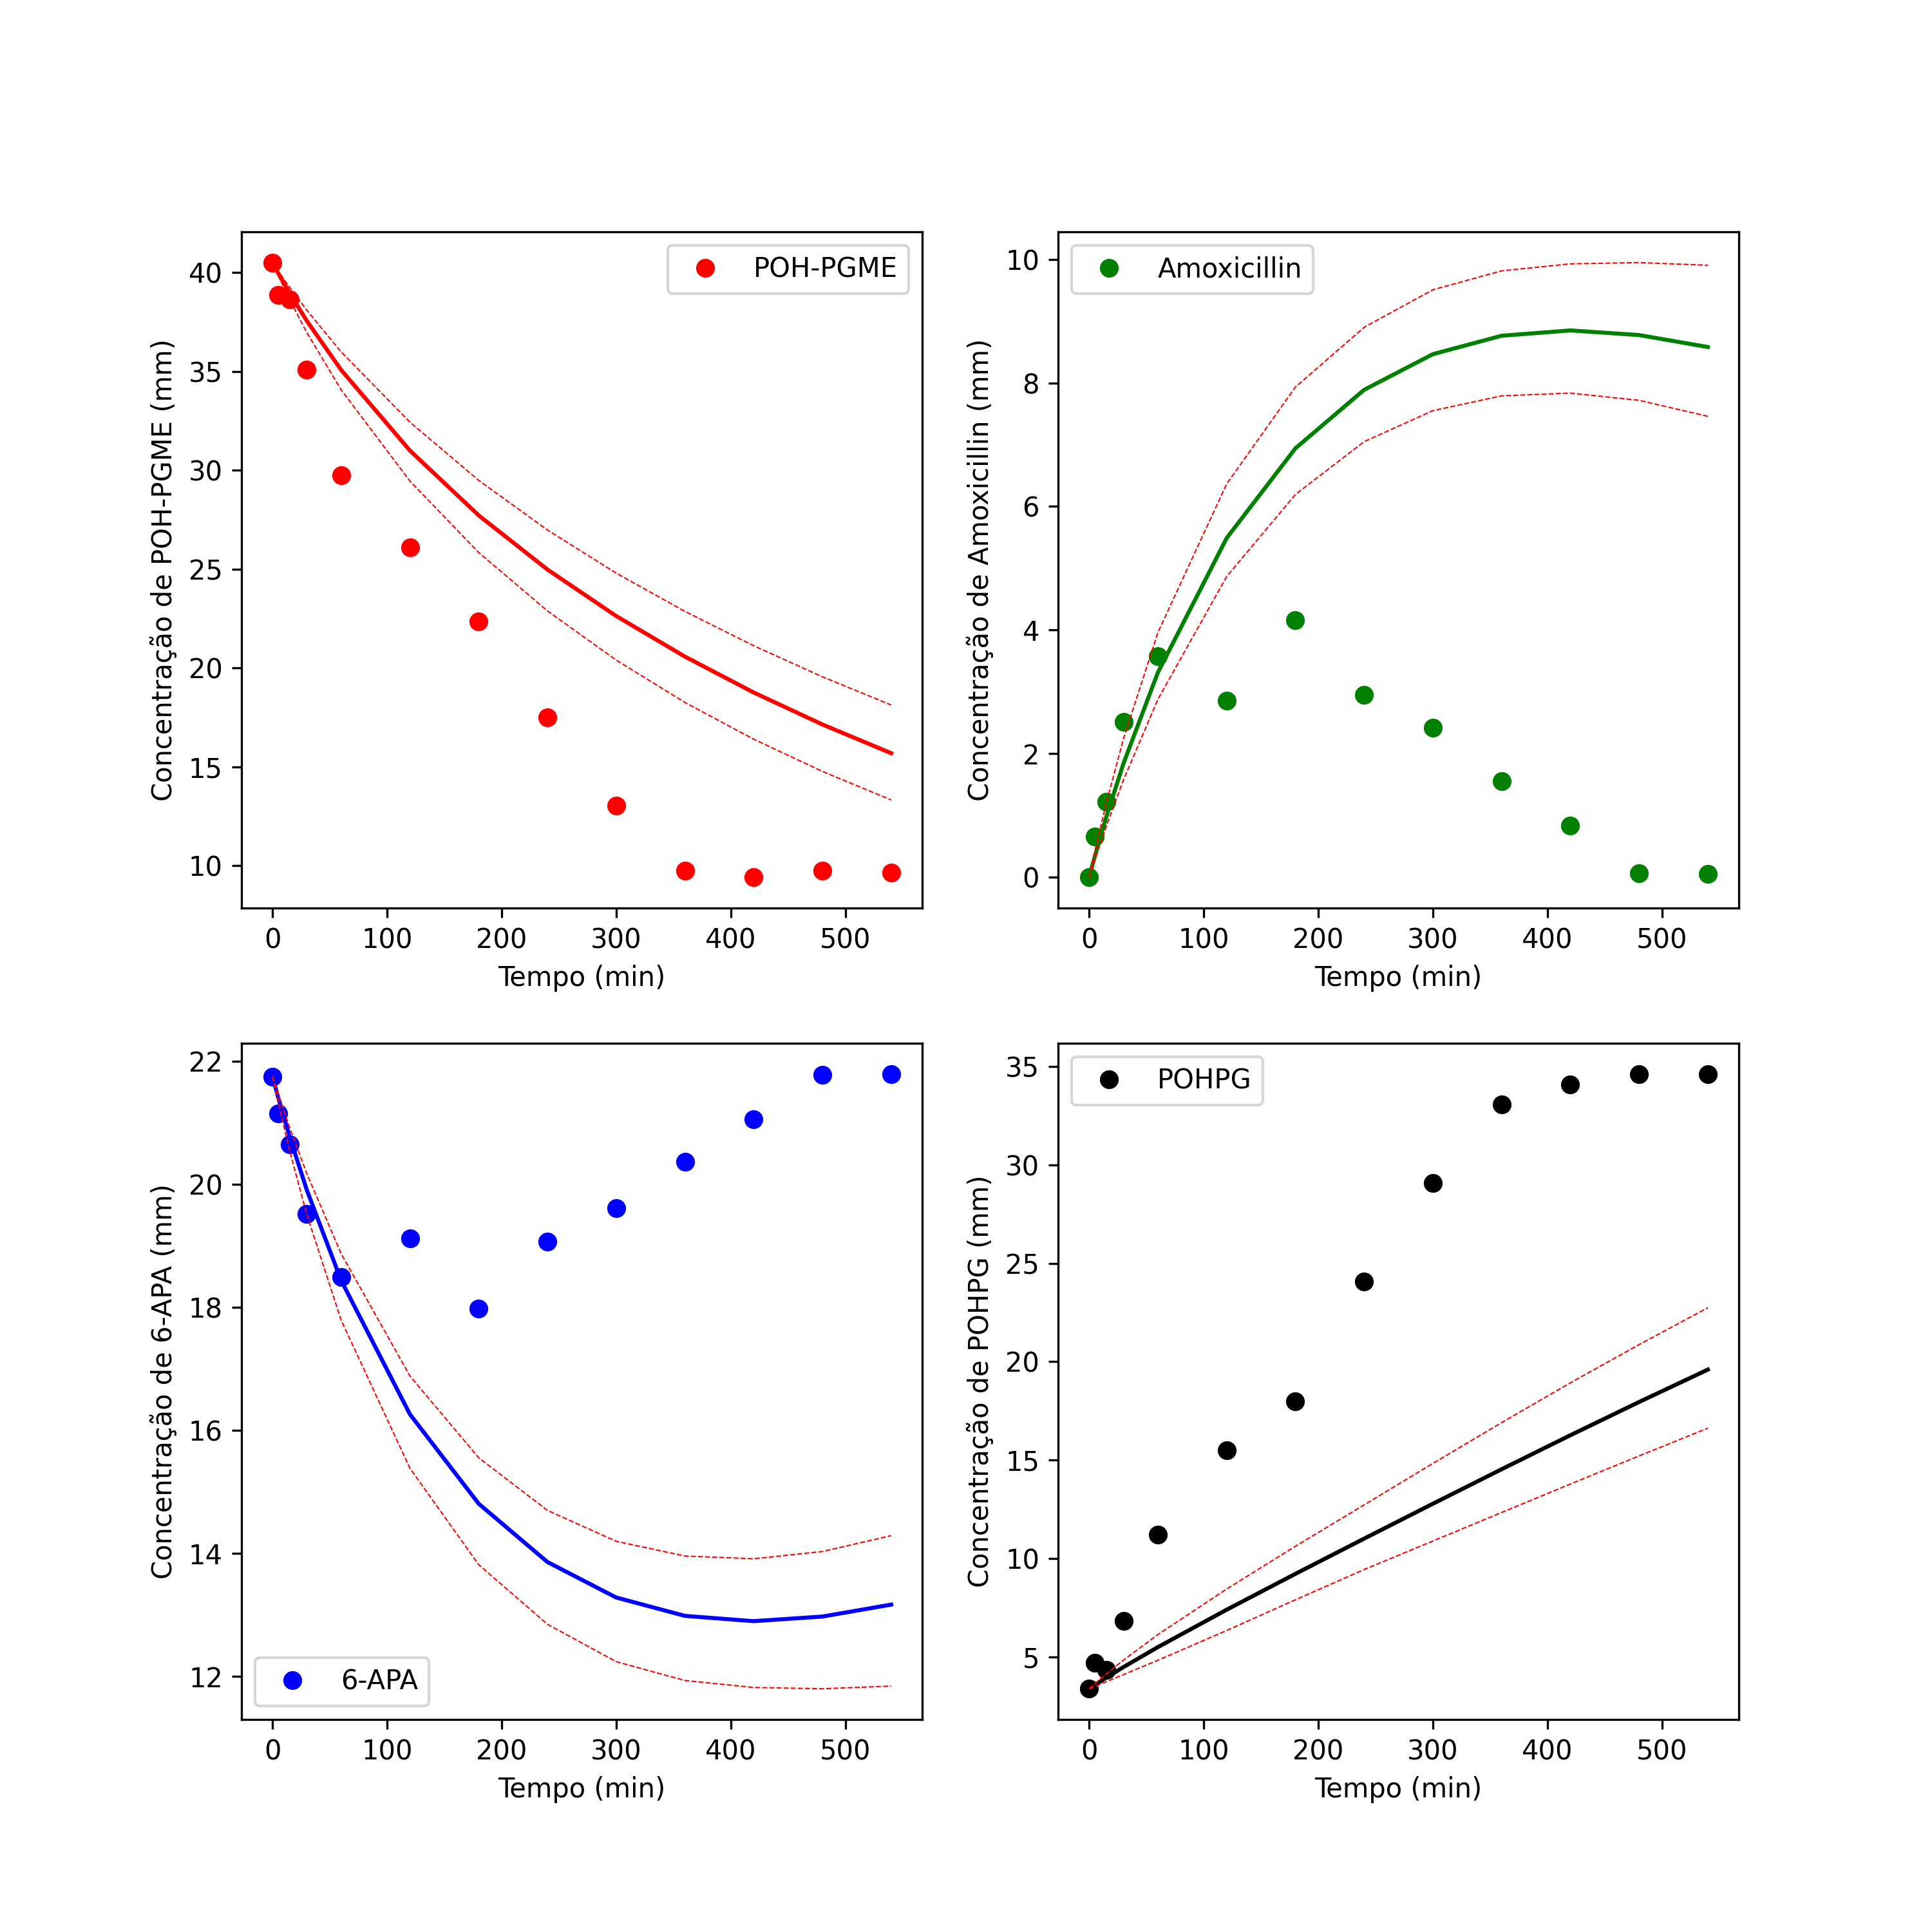 POH-PGME
Concentração de POH-PGME (mm)
40
35
30
25
20
15
10
0 100 200 300 400 500
Tempo (min)
Amoxicillin
Concentração de Amoxicillin (mm)
10
8
6
4
2
0
0 100 200 300 400 500
Tempo (min)
6-APA
Concentração de 6-APA (mm)
22
20
18
16
14
12
0 100 200 300 400 500
Tempo (min)
POHPG
Concentração de POHPG (mm)
35
30
25
20
15
10
5
0 100 200 300 400 500
Tempo (min)